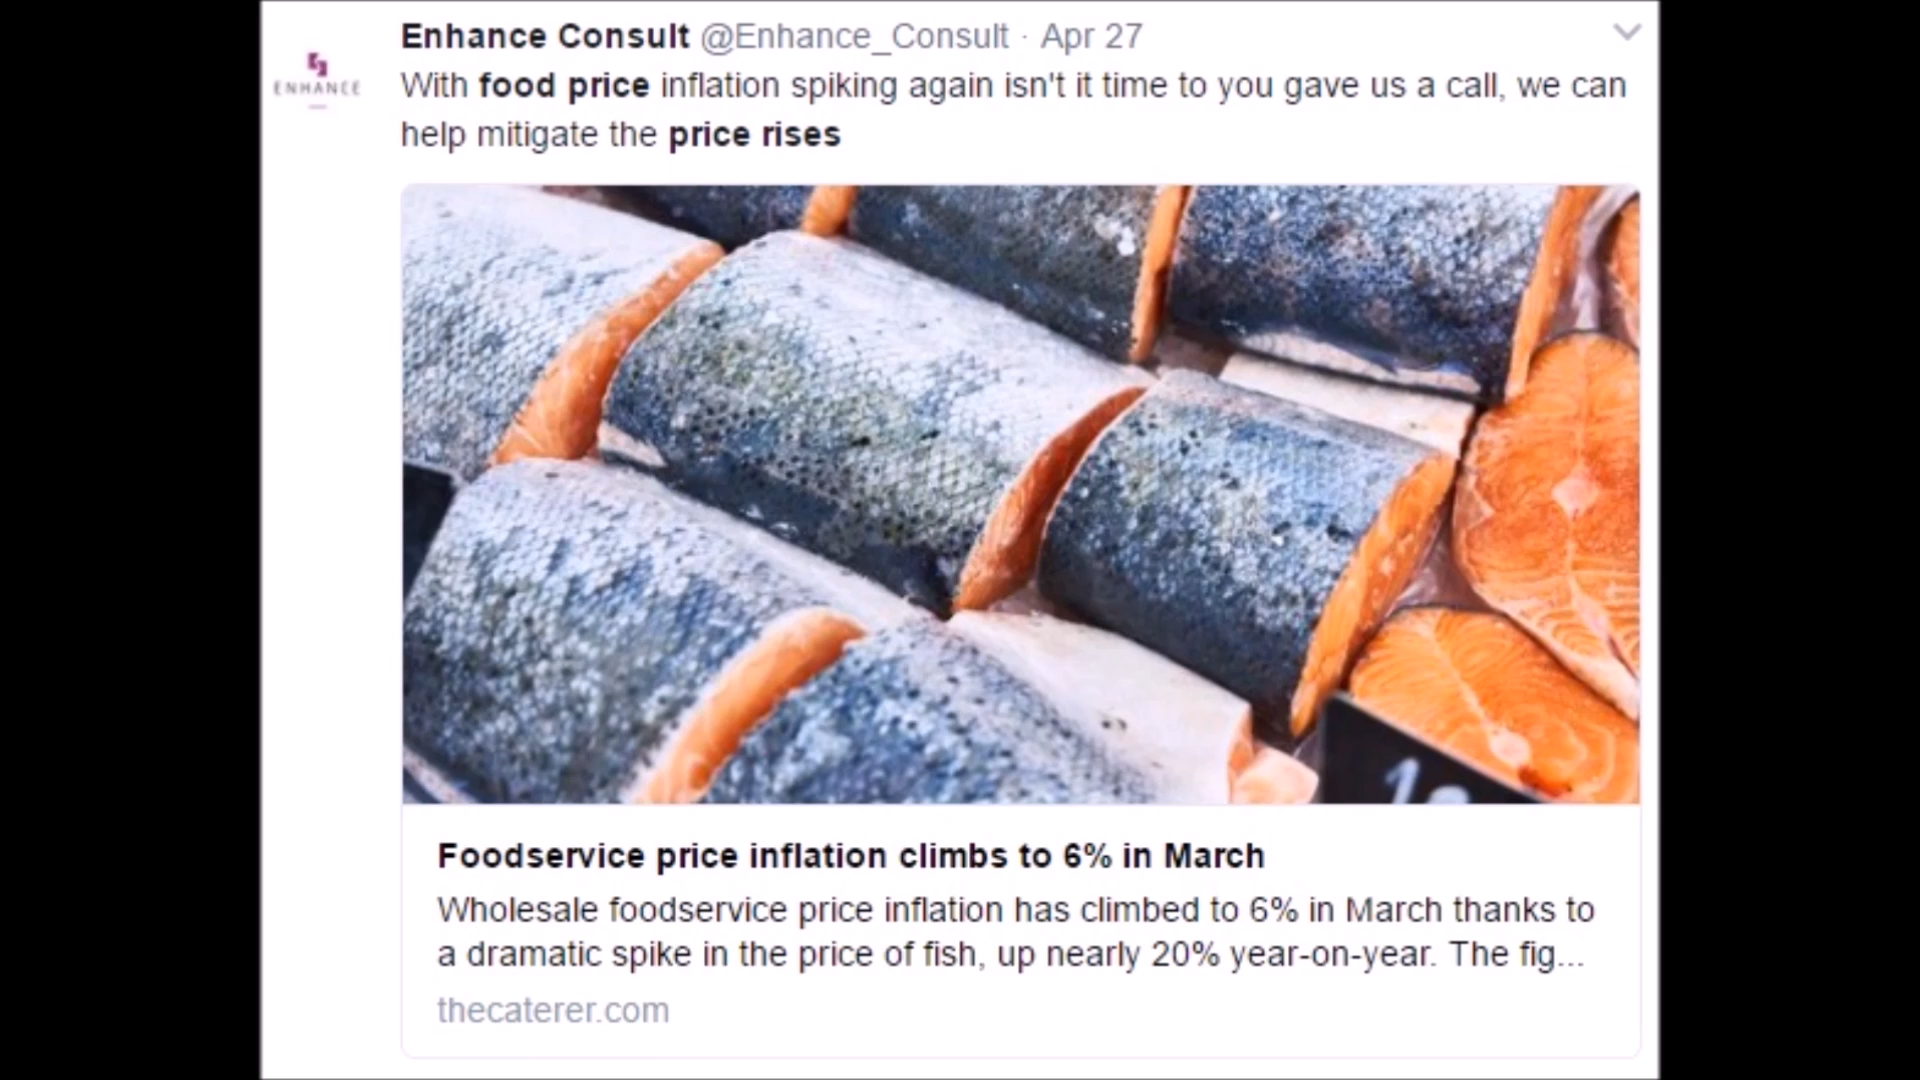 Enhance Consult @Enhance_Consult · Apr 27
ENHANCE
With food price inflation spiking again isn't it time to you gave us a call, we can
help mitigate the price rises
Foodservice price inflation climbs to 6% in March
Wholesale foodservice price inflation has climbed to 6% in March thanks to
a dramatic spike in the price of fish, up nearly 20% year-on-year. The fig...
thecaterer.com